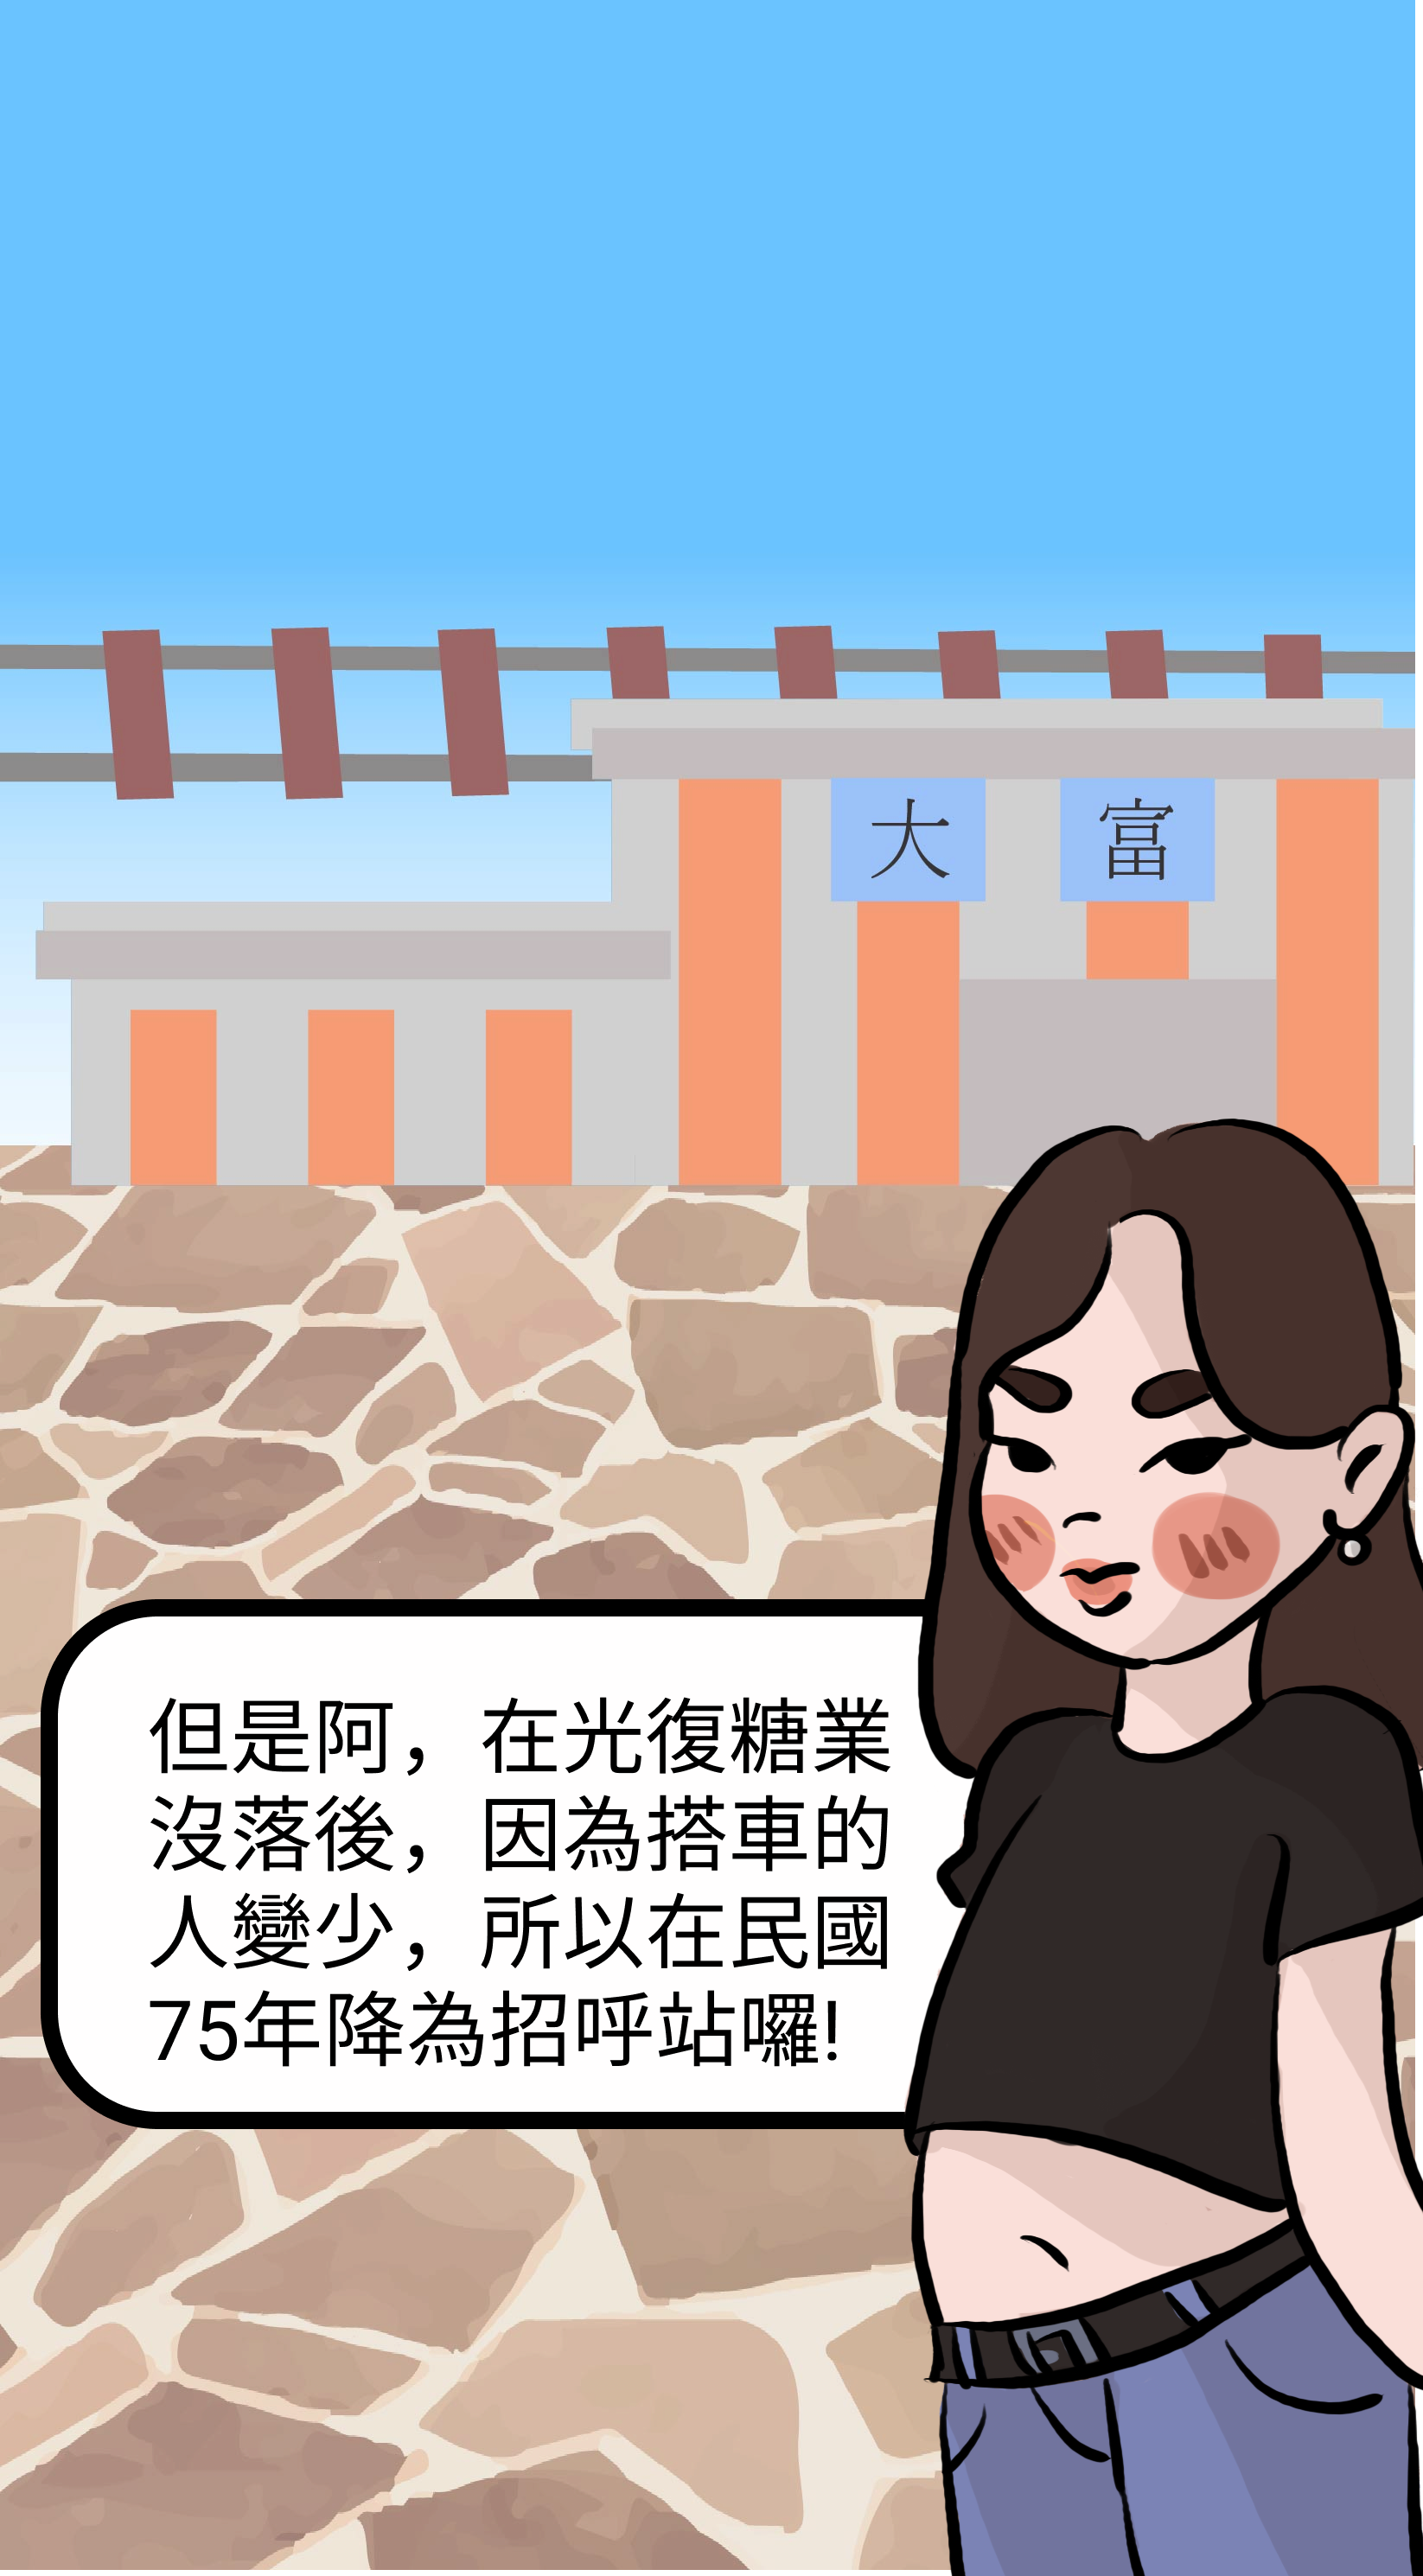 大 富
但是阿，在光復糖業
沒落後，因為搭車的
人變少，所以在民國
75年降為招呼站囉!